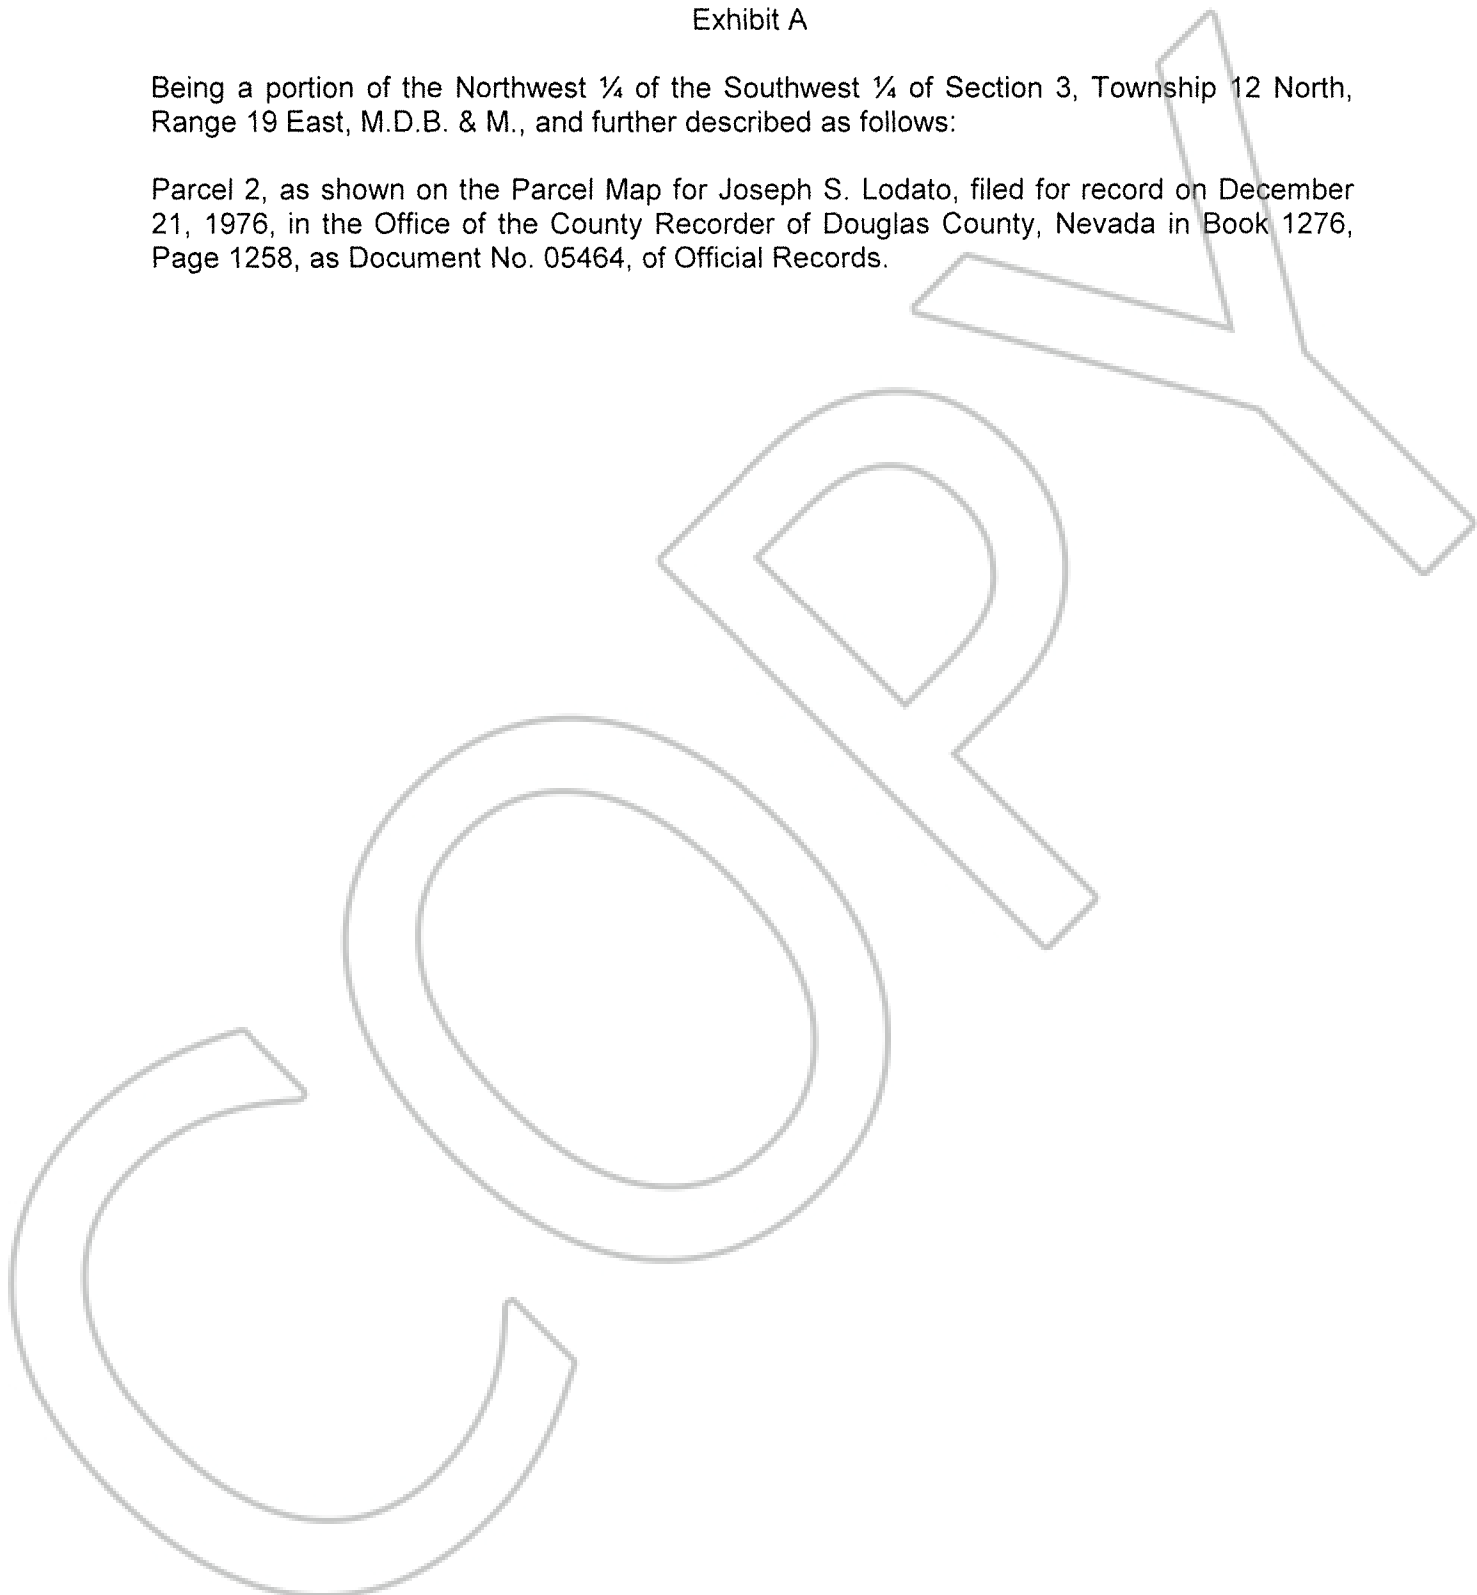 Exhibit A
Being a portion of the Northwest ¼ of the Southwest ¼ of Section 3, Township 12 North,
Range 19 East, M.D.B. & M., and further described as follows:
Parcel 2, as shown on the Parcel Map for Joseph S. Lodato, filed for record on December
21, 1976, in the Office of the County Recorder of Douglas County, Nevada in Book 1276,
Page 1258, as Document No. 05464, of Official Records.
COPY